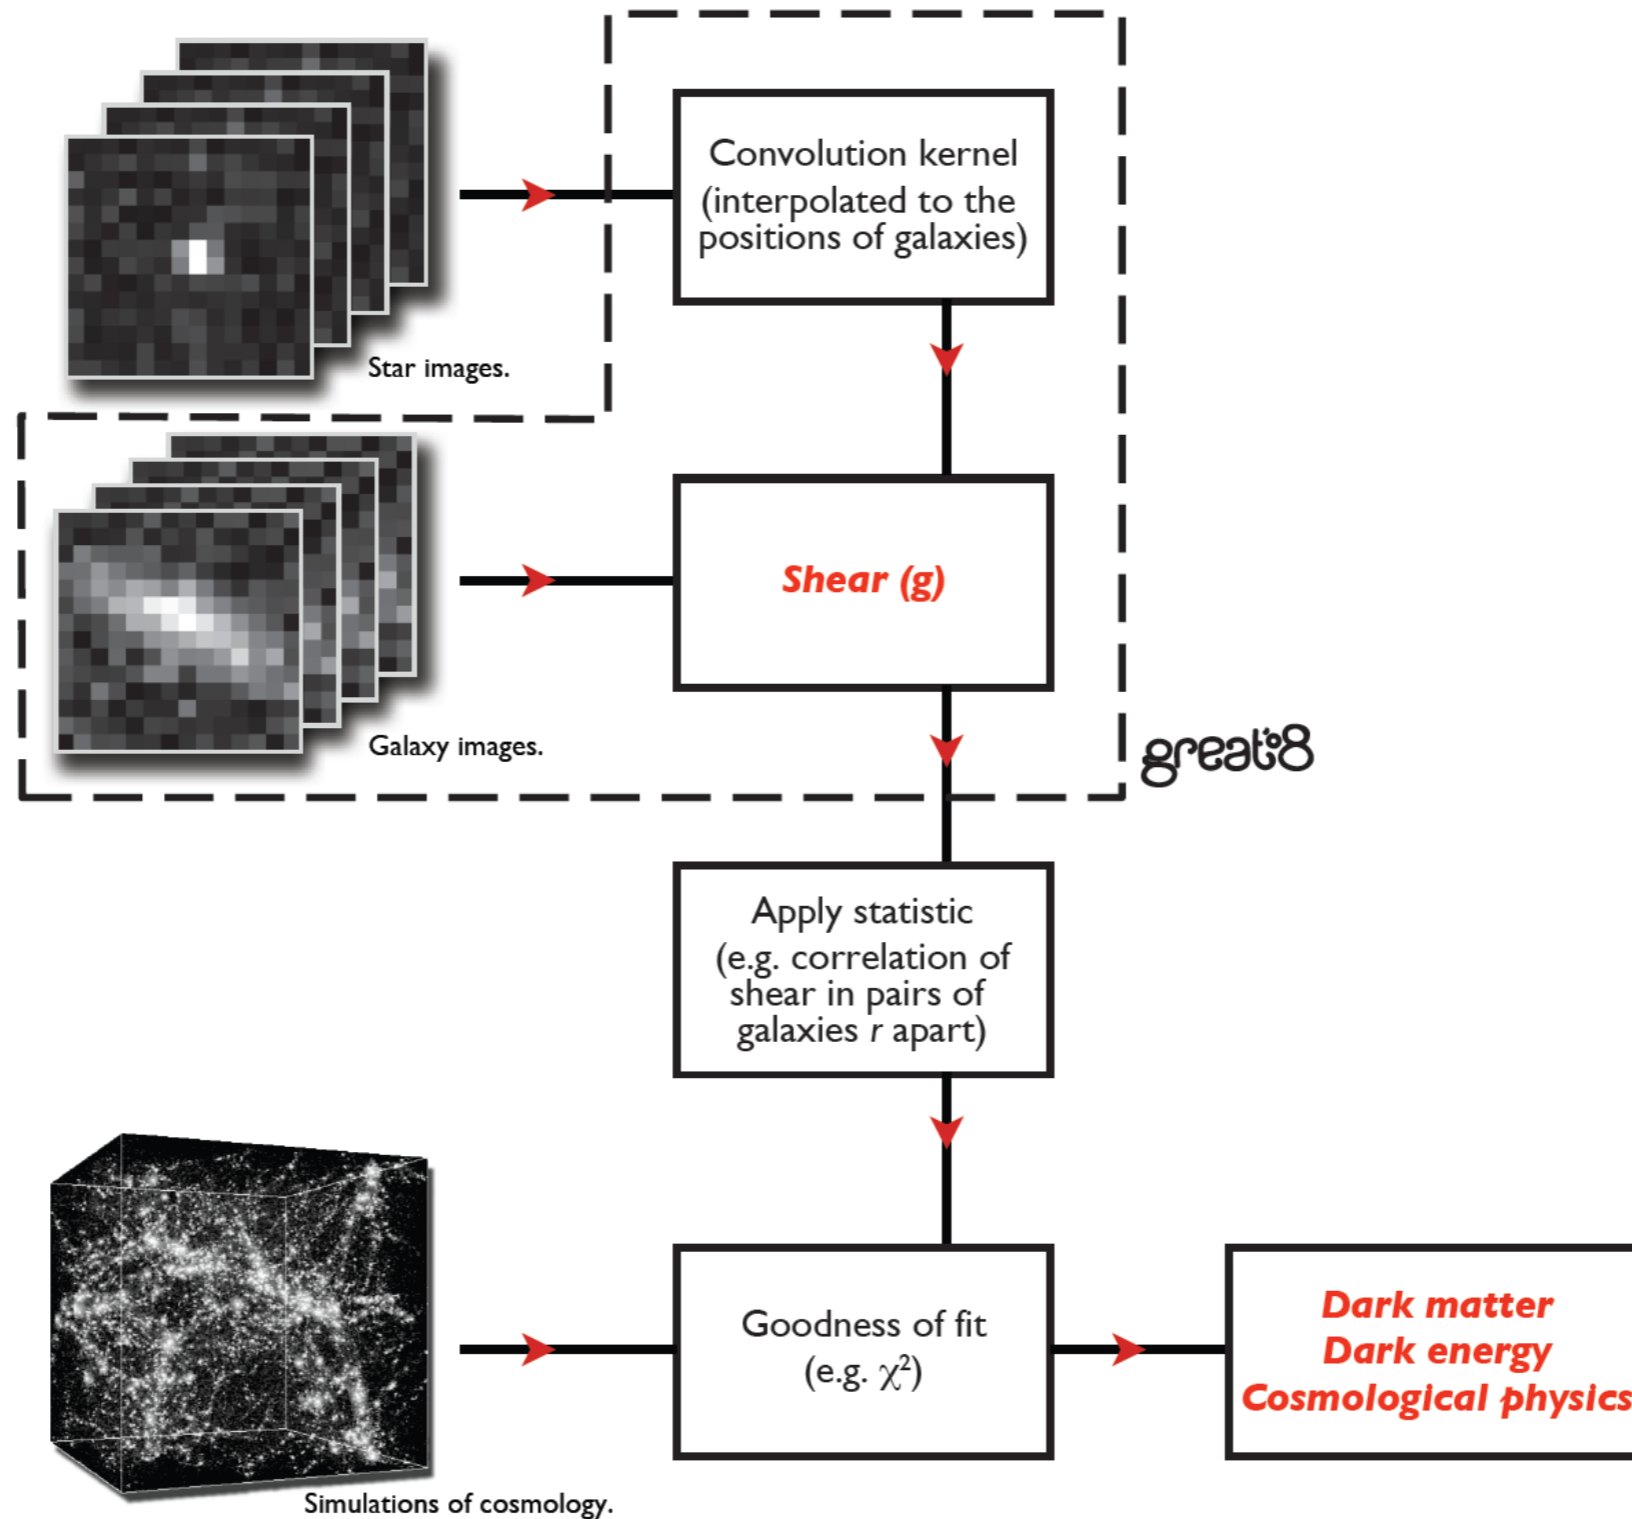 Convolution kernel
(interpolated to the
positions of galaxies)
Star images.
Shear (g)
Galaxy images.
great08
Apply statistic
(e.g. correlation of
shear in pairs of
galaxies r apart)
Goodness of fit
(e.g. χ²)
Dark matter
Dark energy
Cosmological physics
Simulations of cosmology.